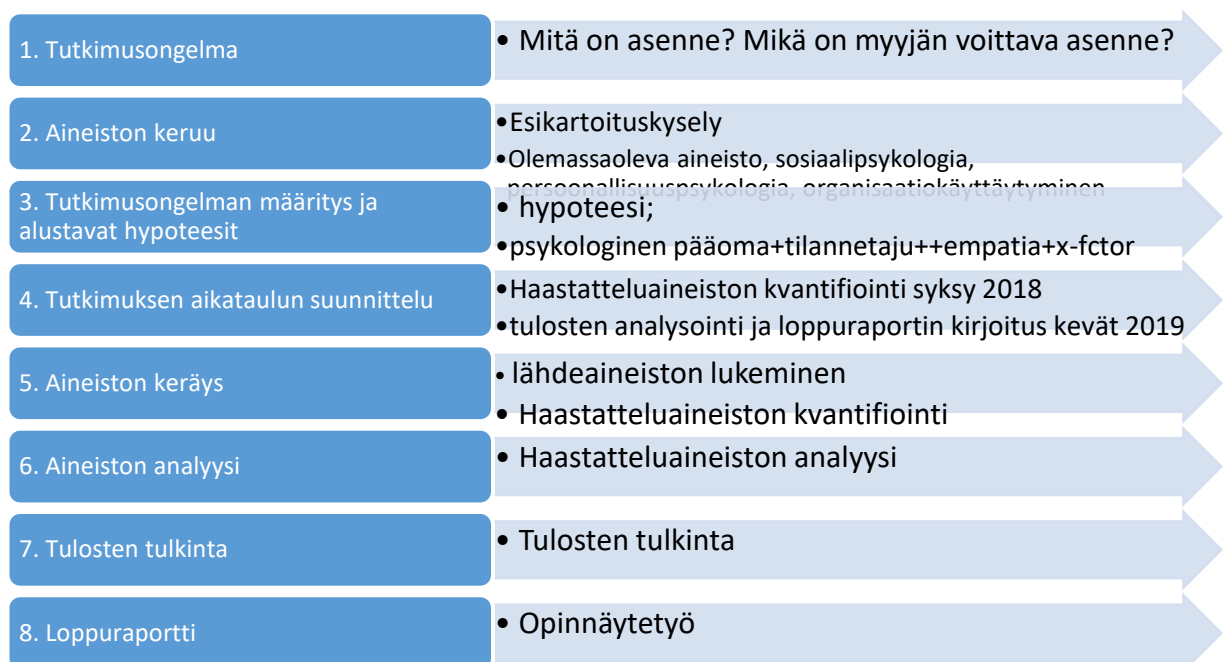 1. Tutkimusongelma
• Mitä on asenne? Mikä on myyjän voittava asenne?
2. Aineiston keruu
•Esikartoituskysely
•Olemassaoleva aineisto, sosiaalipsykologia,
persoonallisuuspsykologia, organisaatiokäyttäytyminen
3. Tutkimusongelman määritys ja
alustavat hypoteesit
• hypoteesi;
•psykologinen pääoma+tilannetaju++empatia+x-fctor
4. Tutkimuksen aikataulun suunnittelu
•Haastatteluaineiston kvantifiointi syksy 2018
•tulosten analysointi ja loppuraportin kirjoitus kevät 2019
5. Aineiston keräys
• lähdeaineiston lukeminen
• Haastatteluaineiston kvantifiointi
6. Aineiston analyysi
• Haastatteluaineiston analyysi
7. Tulosten tulkinta
• Tulosten tulkinta
8. Loppuraportti
• Opinnäytetyö